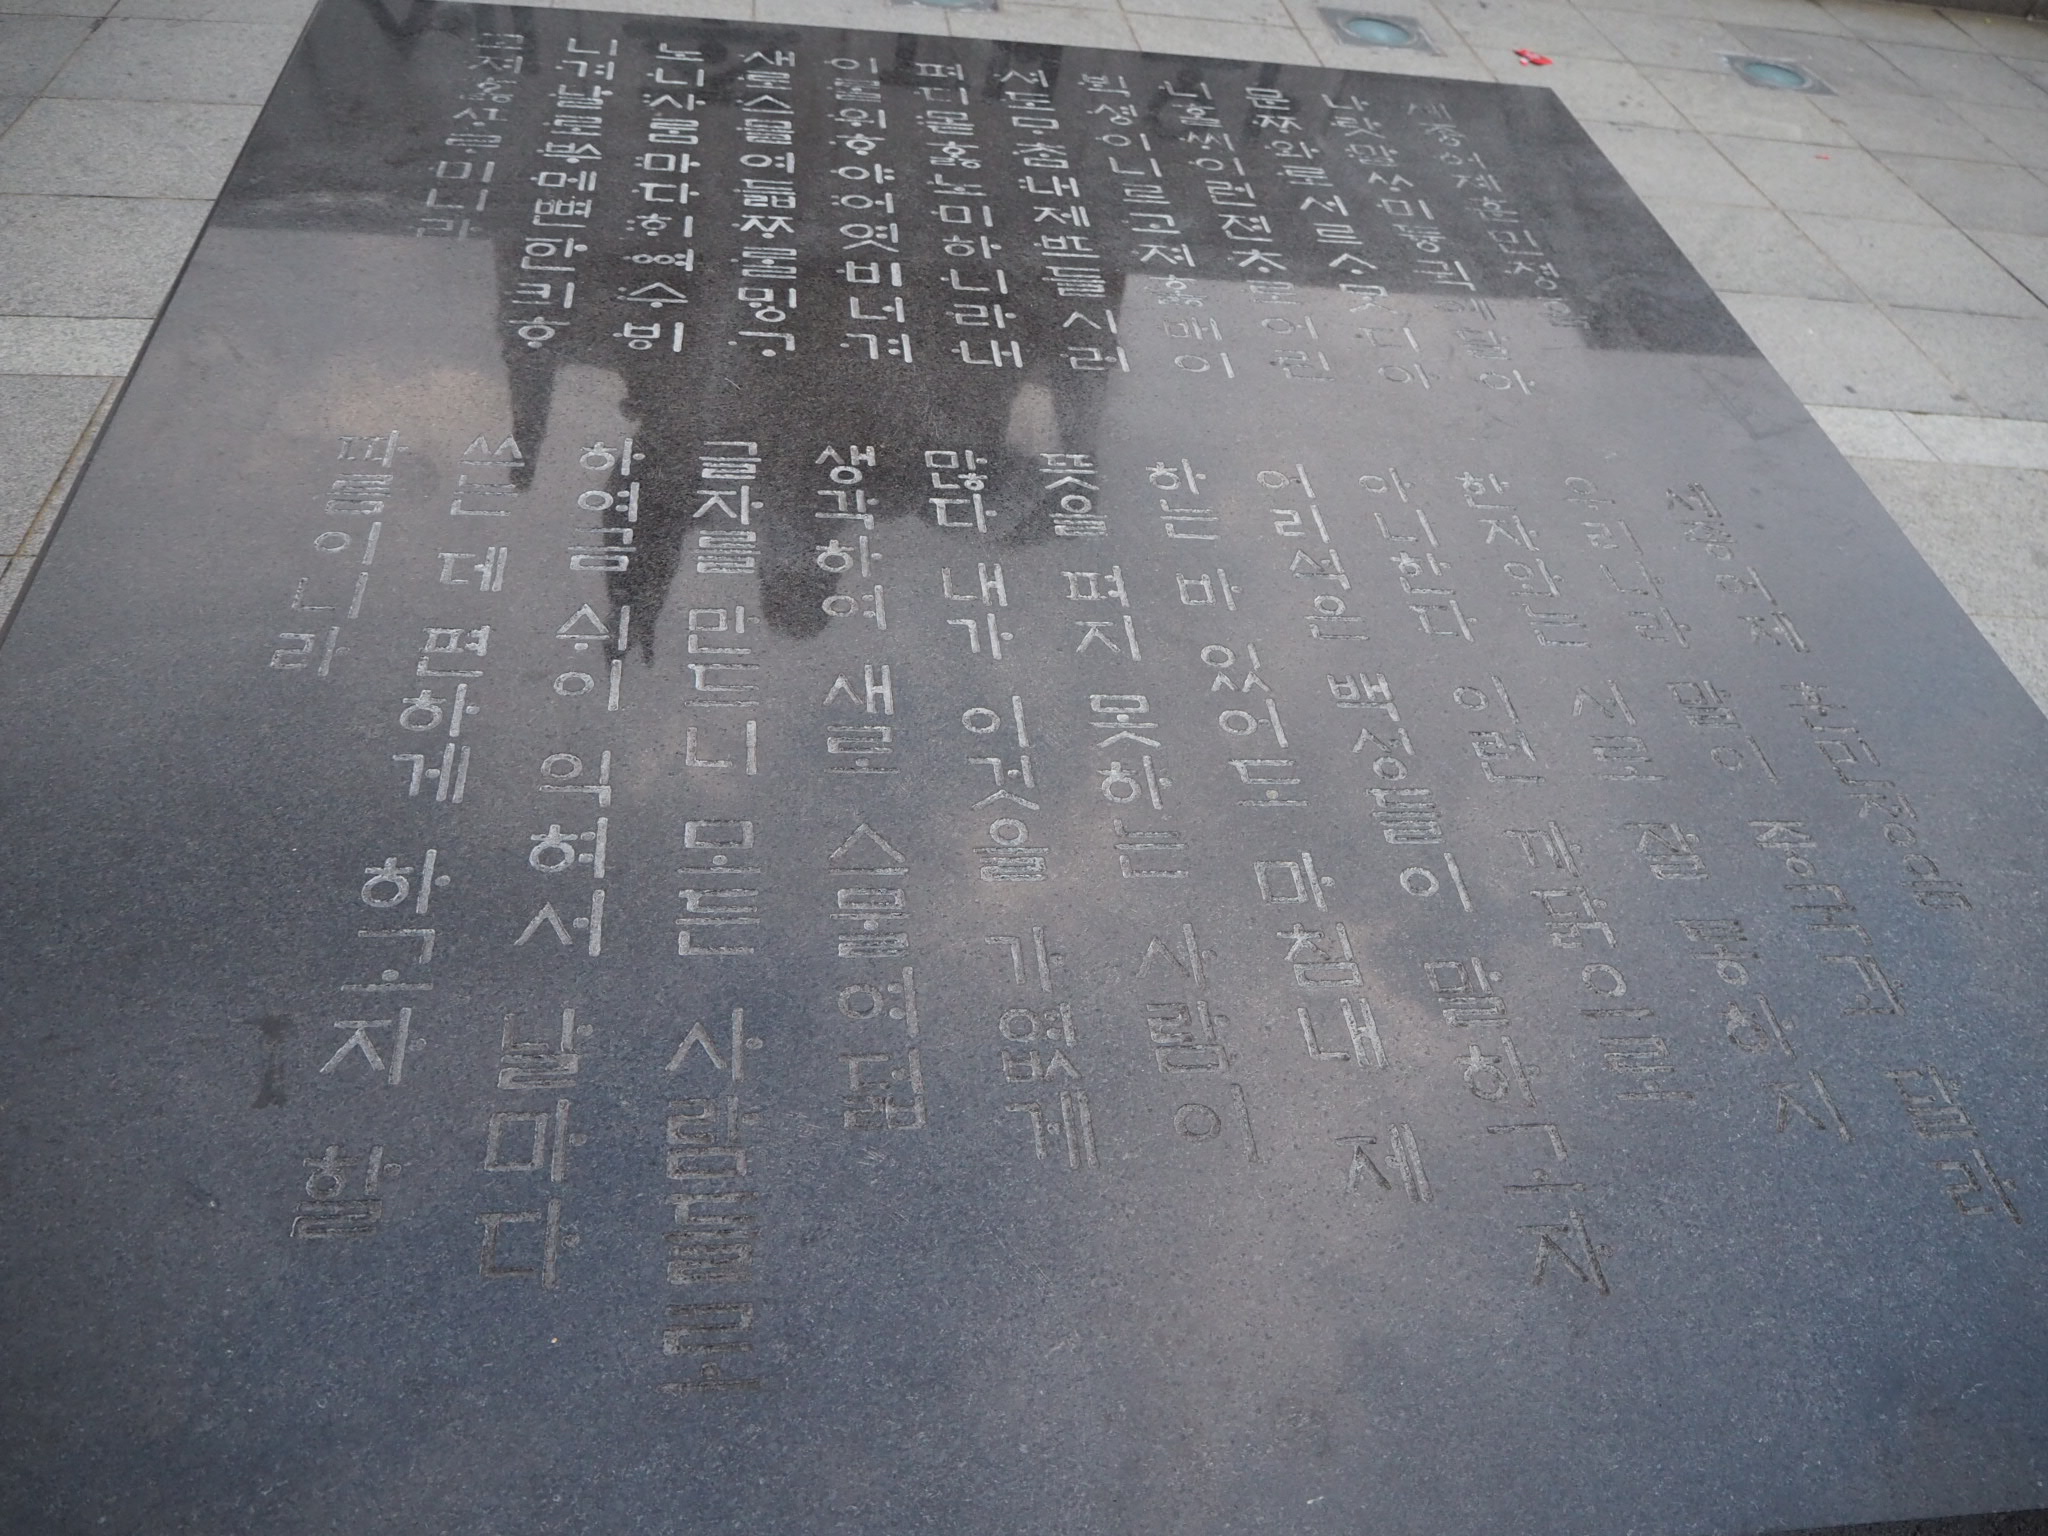 세종어제훈민정음
나랏말ᄊᆞ미듕귁에달아
문ᄍᆞ와로서르ᄉᆞᄆᆞᆺ디아
니ᄒᆞᆯᄊᆡ이런젼ᄎᆞ로어린
ᄇᆡᆨ셩이니르고져ᄒᆞᇙ배이
셔도ᄆᆞᄎᆞᆷ내제ᄠᅳ들시러
펴디몯ᄒᆞᇙ노미하니라내
이ᄅᆞᆯ위ᄒᆞ야어엿비너겨
새로스믈여듧ᄍᆞᄅᆞᆯᄆᆡᆼᄀᆞ
노니사ᄅᆞᆷ마다ᄒᆡᅇᅧ수ᄫᅵ
니겨날로ᄡᅮ메뼌한킈ᄒᆞ
고져ᄒᆞᇙᄯᆞᄅᆞ미니라
세종어제 훈민정음
우리나라 말이 중국과 달라
한자와는 서로 잘 통하지
아니한다 이런 까닭으로
어리석은 백성들이 말하고자
하는 바 있어도 마침내 제
뜻을 펴지 못하는 사람이
많다 내가 이것을 가엾게
생각하여 새로 스물여덟
글자를 만드니 모든 사람들로
하여금 쉬이 익혀서 날마다
쓰는 데 편하게 하고자 할
따름이니라